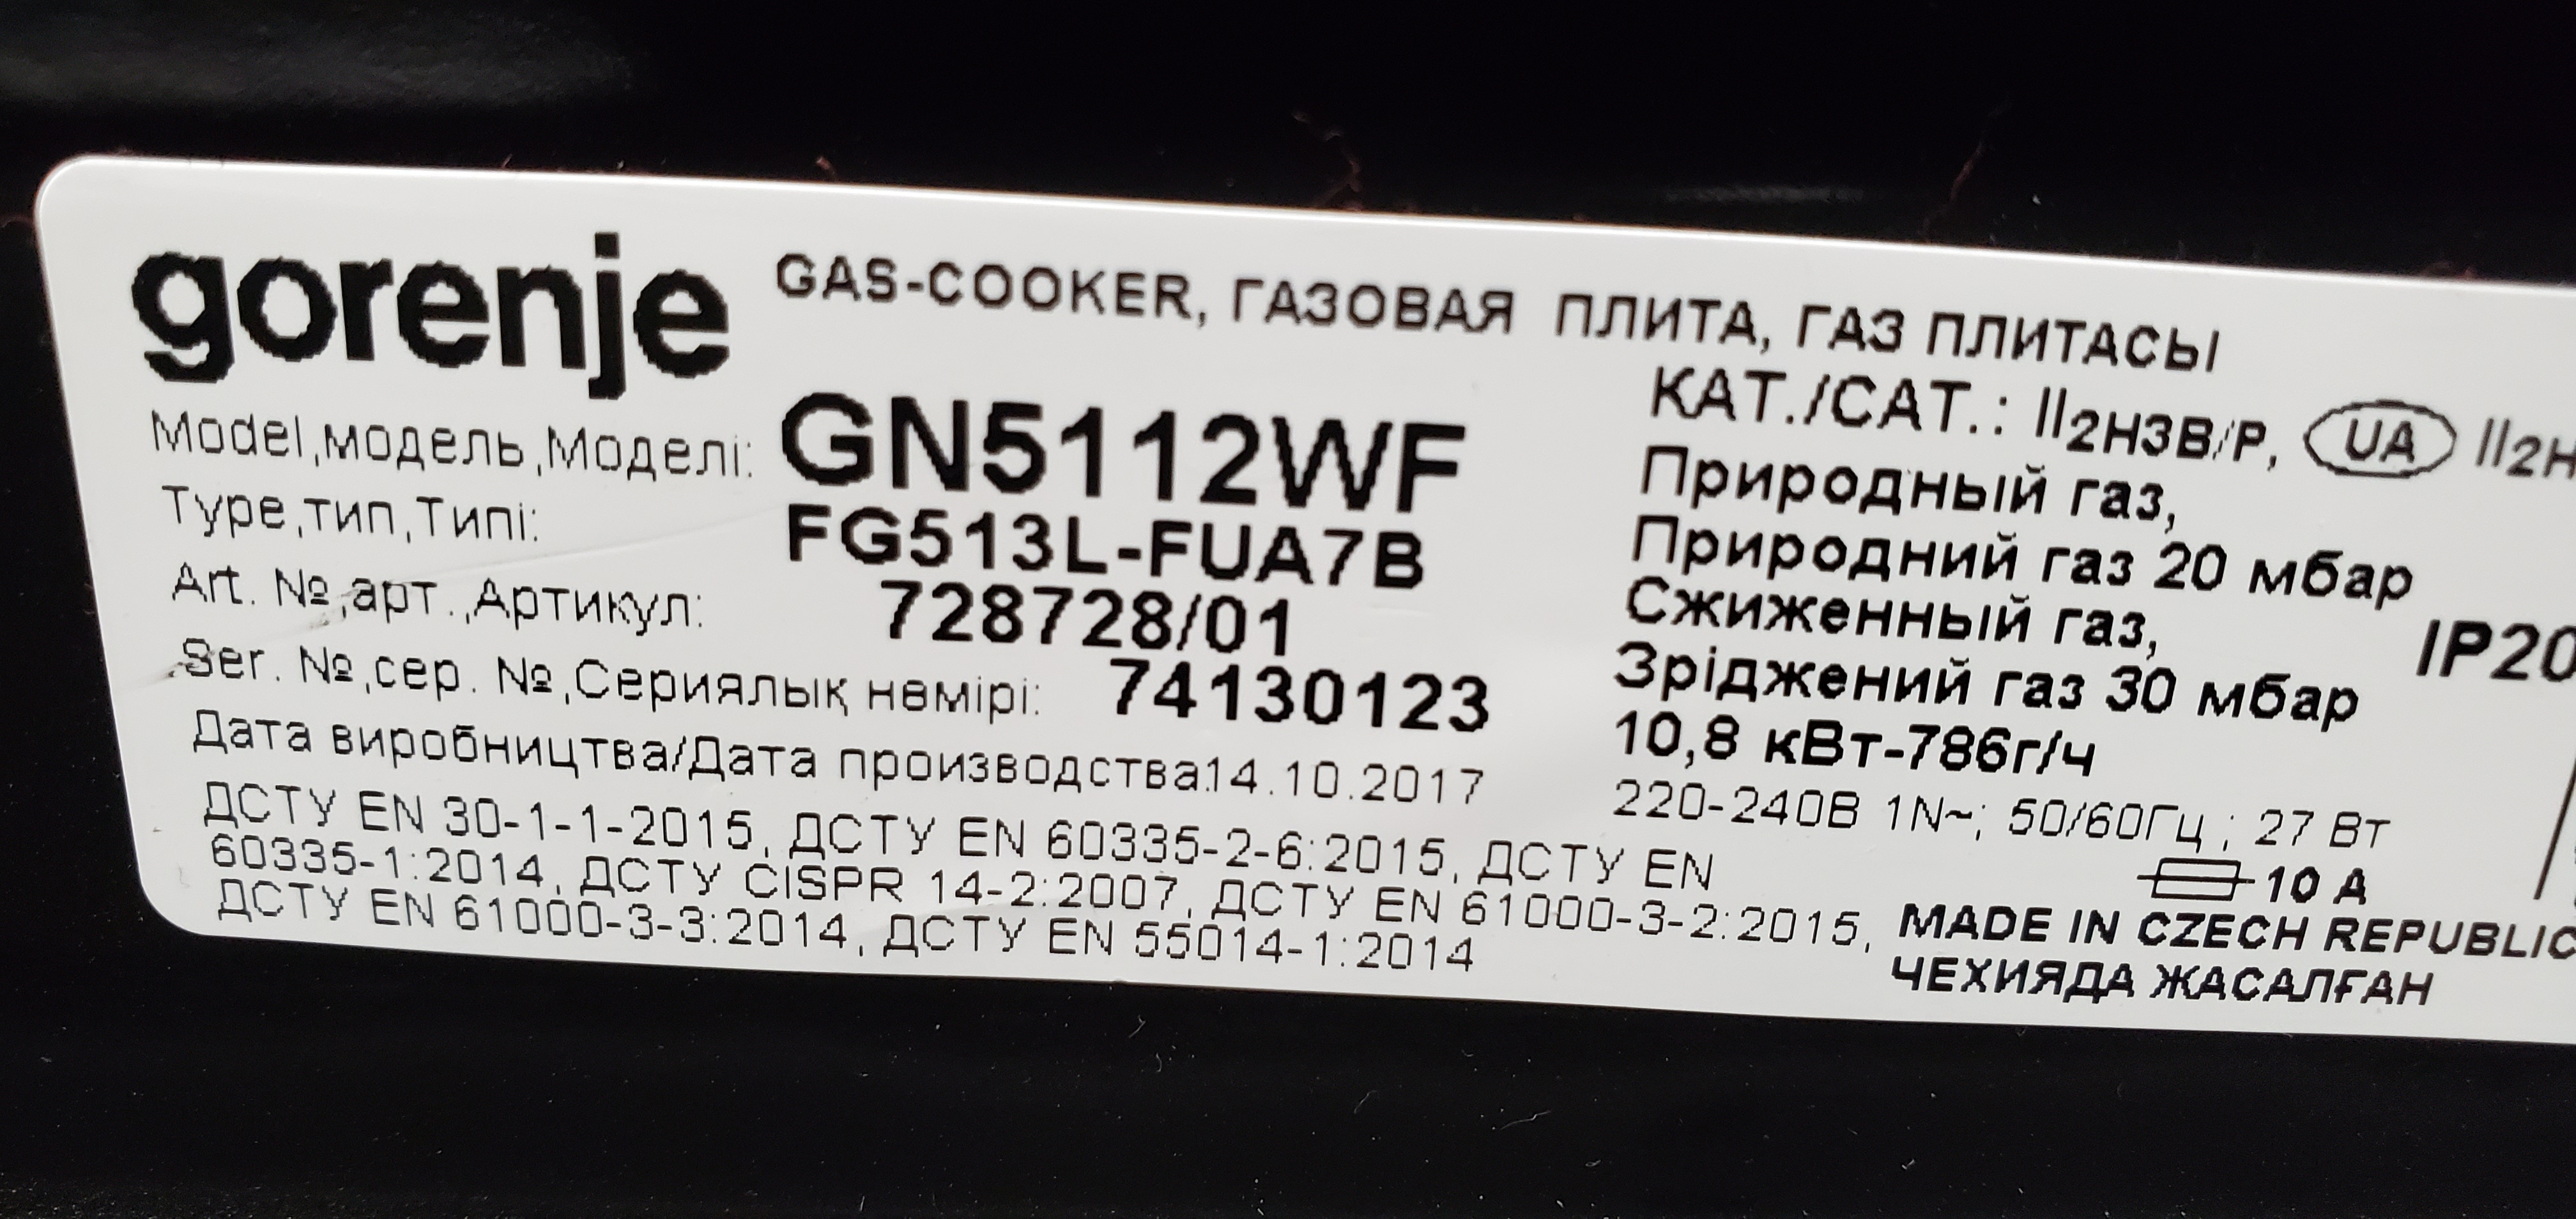 gorenje GAS-COOKER, ГАЗОВАЯ ПЛИТА, ГАЗ ПЛИТАСЫ
Model,модель,Моделі: GN5112WF
Type,тип,Типі: FG513L-FUA7B
Art. №,арт.,Артикул: 728728/01
Ser. №,сер. №,Сериялық нөмірі: 74130123
Дата виробництва/Дата производства:14.10.2017
ДСТУ EN 30-1-1-2015, ДСТУ EN 60335-2-6:2015, ДСТУ EN
60335-1:2014, ДСТУ CISPR 14-2:2007, ДСТУ EN 61000-3-2:2015,
ДСТУ EN 61000-3-3:2014, ДСТУ EN 55014-1:2014
КАТ./CAT.: II2H3B/P, UA II2H
Природный газ,
Природний газ 20 мбар
Сжиженный газ,
Зріджений газ 30 мбар
IP20
10,8 кВт-786г/ч
220-240В 1N~; 50/60Гц ; 27 Вт
10 A
MADE IN CZECH REPUBLIC
ЧЕХИЯДА ЖАСАЛҒАН